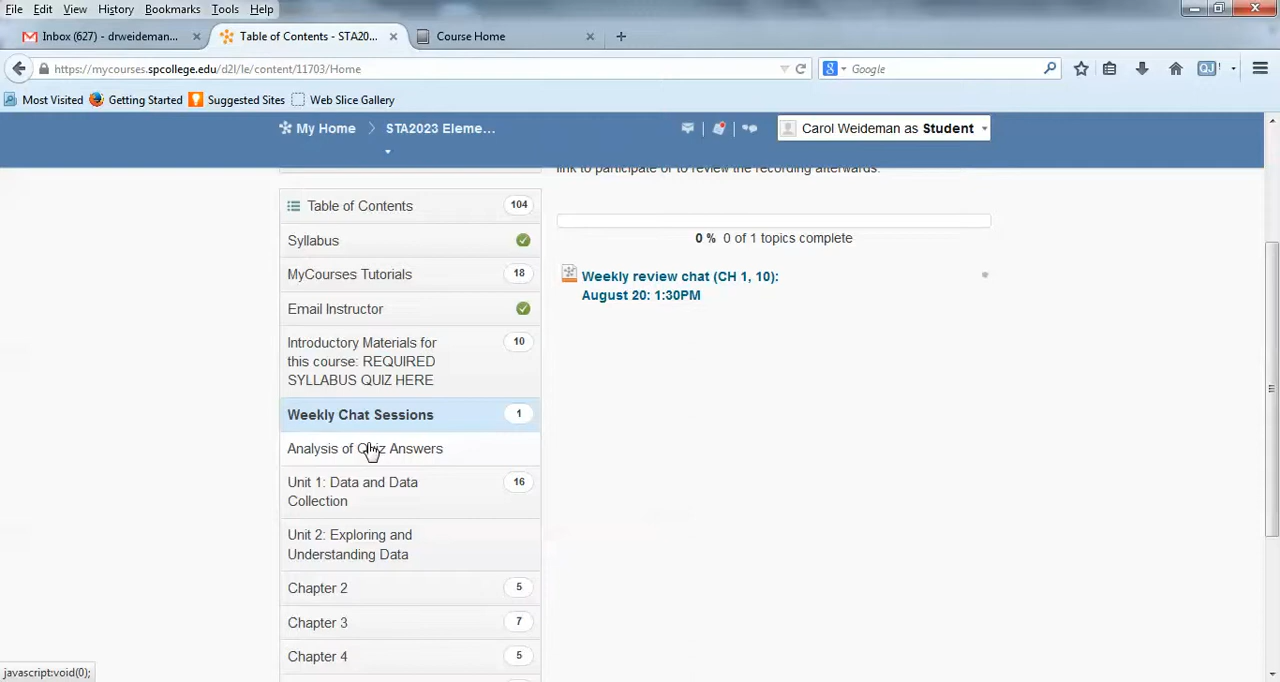 File Edit View History Bookmarks Tools Help
Inbox (627) - drweideman... × Table of Contents - STA20... × Course Home × +
https://mycourses.spcollege.edu/d2l/le/content/11703/Home Google QJ!
Most Visited Getting Started Suggested Sites Web Slice Gallery
My Home STA2023 Eleme... Carol Weideman as Student
link to participate or to review the recording afterwards.
Table of Contents 104
Syllabus
0 % 0 of 1 topics complete
MyCourses Tutorials 18
Weekly review chat (CH 1, 10):
August 20: 1:30PM
Email Instructor
Introductory Materials for 10
this course: REQUIRED
SYLLABUS QUIZ HERE
Weekly Chat Sessions 1
Analysis of Quiz Answers
Unit 1: Data and Data 16
Collection
Unit 2: Exploring and
Understanding Data
Chapter 2 5
Chapter 3 7
Chapter 4 5
javascript:void(0);